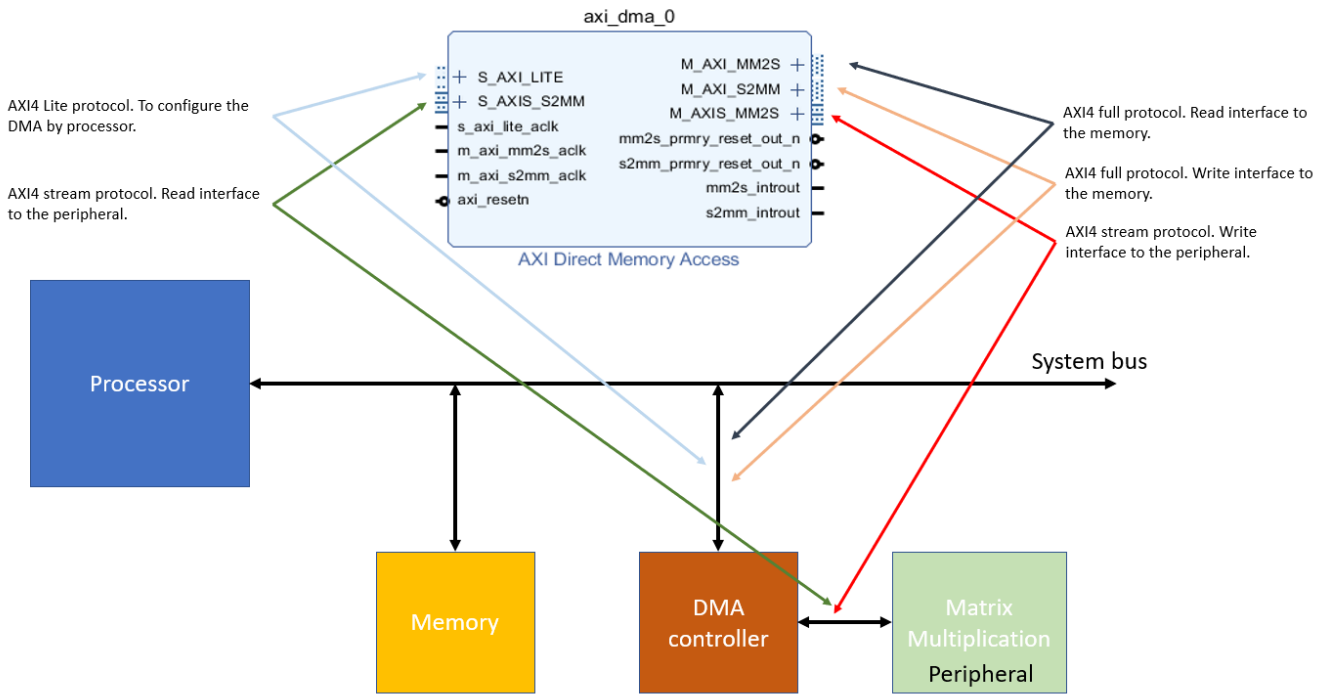 axi_dma_0
S_AXI_LITE
S_AXIS_S2MM
s_axi_lite_aclk
m_axi_mm2s_aclk
m_axi_s2mm_aclk
axi_resetn
M_AXI_MM2S
M_AXI_S2MM
M_AXIS_MM2S
mm2s_prmry_reset_out_n
s2mm_prmry_reset_out_n
mm2s_introut
s2mm_introut
AXI Direct Memory Access
AXI4 Lite protocol. To configure the
DMA by processor.
AXI4 stream protocol. Read interface
to the peripheral.
AXI4 full protocol. Read interface to
the memory.
AXI4 full protocol. Write interface to
the memory.
AXI4 stream protocol. Write
interface to the peripheral.
Processor
System bus
Memory
DMA
controller
Matrix
Multiplication
Peripheral